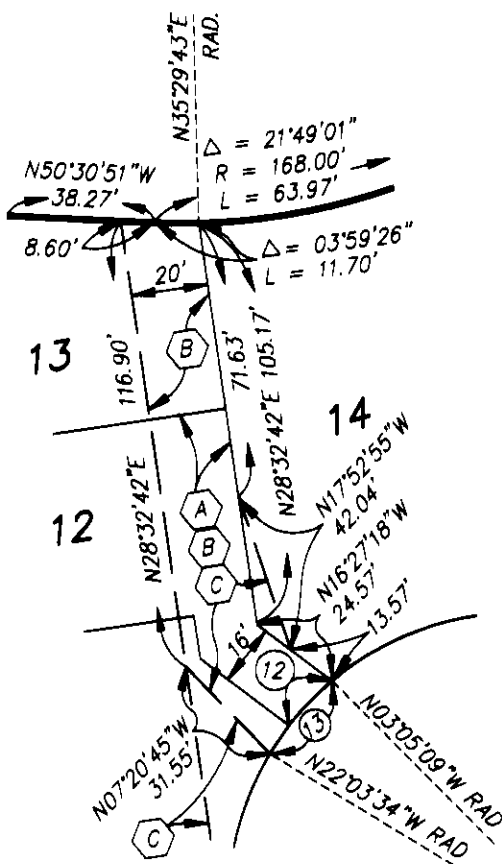 N35°29'43"E
RAD.
Δ = 21°49'01"
R = 168.00'
L = 63.97'
N50°30'51"W
38.27'
8.60'
Δ = 03°59'26"
L = 11.70'
20'
13
B
116.90'
71.63'
N28°32'42"E 105.17'
14
12
N28°32'42"E
A
B
C
N17°52'55"W
42.04'
N16°27'18"W
24.57'
13.57'
16'
12
13
N07°20'45"W
31.55'
N03°05'09"W RAD
N22°03'34"W RAD
C